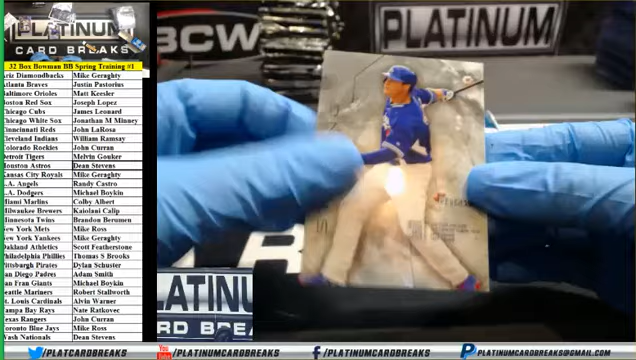 PLATINUM
CARD BREAKS
32 Box Bowman BB Spring Training #1
Ariz Diamondbacks Mike Geraghty
Atlanta Braves Justin Pastorius
Baltimore Orioles Matt Keesler
Boston Red Sox Joseph Lopez
Chicago Cubs James Leonard
Chicago White Sox Jonathan M Minney
Cincinnati Reds John LaRosa
Cleveland Indians William Ramsay
Colorado Rockies John Curran
Detroit Tigers Melvin Gouker
Houston Astros Dean Stevens
Kansas City Royals Mike Geraghty
L.A. Angels Randy Castro
L.A. Dodgers Michael Boykin
Miami Marlins Colby Albert
Milwaukee Brewers Kaiolani Calip
Minnesota Twins Brandon Berumen
New York Mets Mike Ross
New York Yankees Mike Geraghty
Oakland Athletics Scott Featherstone
Philadelphia Phillies Thomas S Brooks
Pittsburgh Pirates Dylan Schuster
San Diego Padres Adam Smith
San Fran Giants Michael Boykin
Seattle Mariners Robert Stallworth
St. Louis Cardinals Alvin Warner
Tampa Bay Rays Nate Ratkovec
Texas Rangers John Curran
Toronto Blue Jays Mike Ross
Wash Nationals Dean Stevens
BCW
PLATINUM
ATINU
RD BREA
/PLATCARDBREAKS
You Tube /PLATINUMCARDBREAKS
/PLATINUMCARDBREAKS
PLATINUMCARDBREAKS@GMAIL.COM